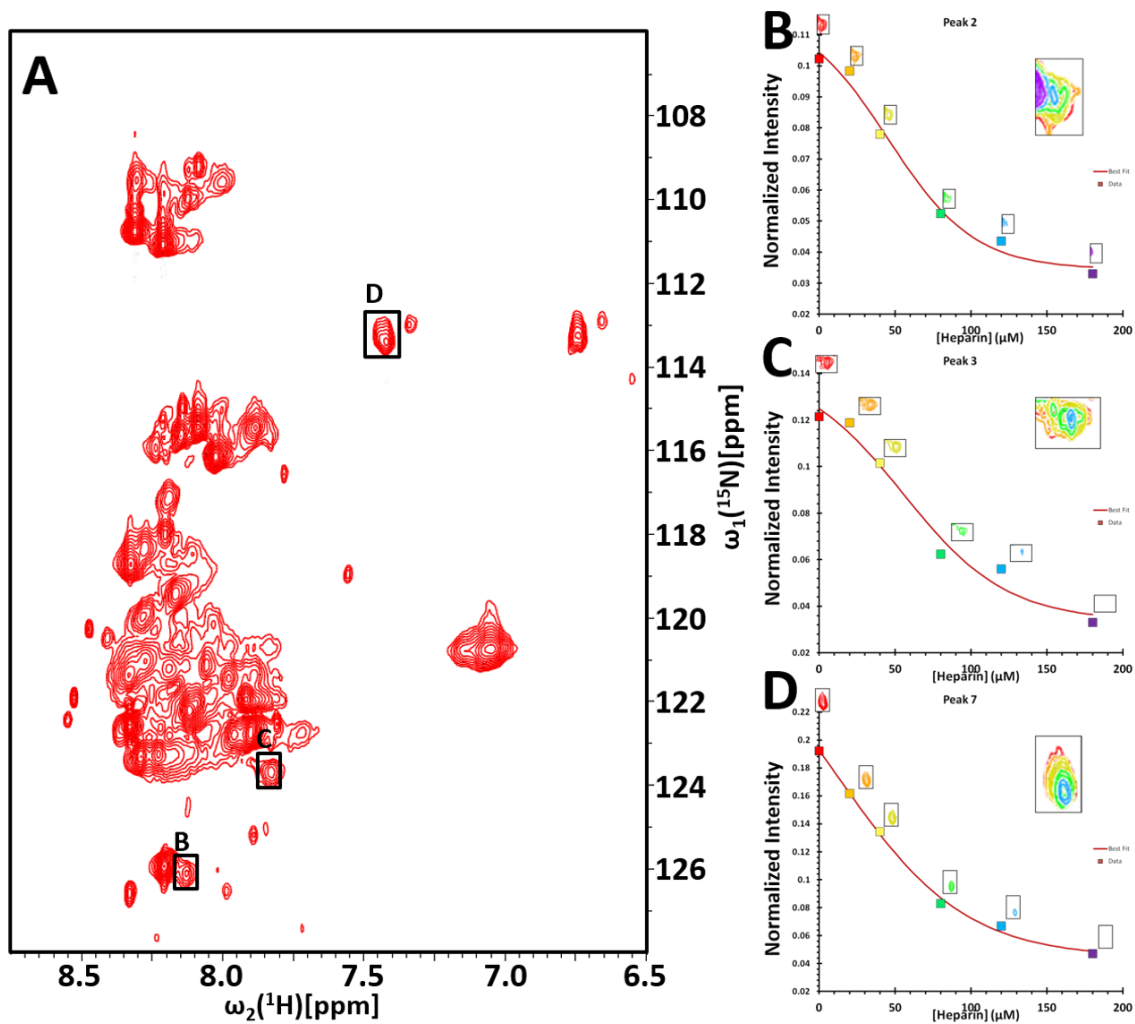 A
D
C
B
108
110
112
114
116
118
120
122
124
126
ω₁(¹⁵N)[ppm]
8.5
8.0
7.5
7.0
6.5
ω₂(¹H)[ppm]
B
Peak 2
Normalized Intensity
0.11
0.1
0.09
0.08
0.07
0.06
0.05
0.04
0.03
0.02
0
50
100
150
200
[Heparin] (µM)
Best Fit
Data
C
Peak 3
Normalized Intensity
0.14
0.12
0.1
0.08
0.06
0.04
0.02
0
50
100
150
200
[Heparin] (µM)
Best Fit
Data
D
Peak 7
Normalized Intensity
0.22
0.2
0.18
0.16
0.14
0.12
0.1
0.08
0.06
0.04
0.02
0
50
100
150
200
[Heparin] (µM)
Best Fit
Data